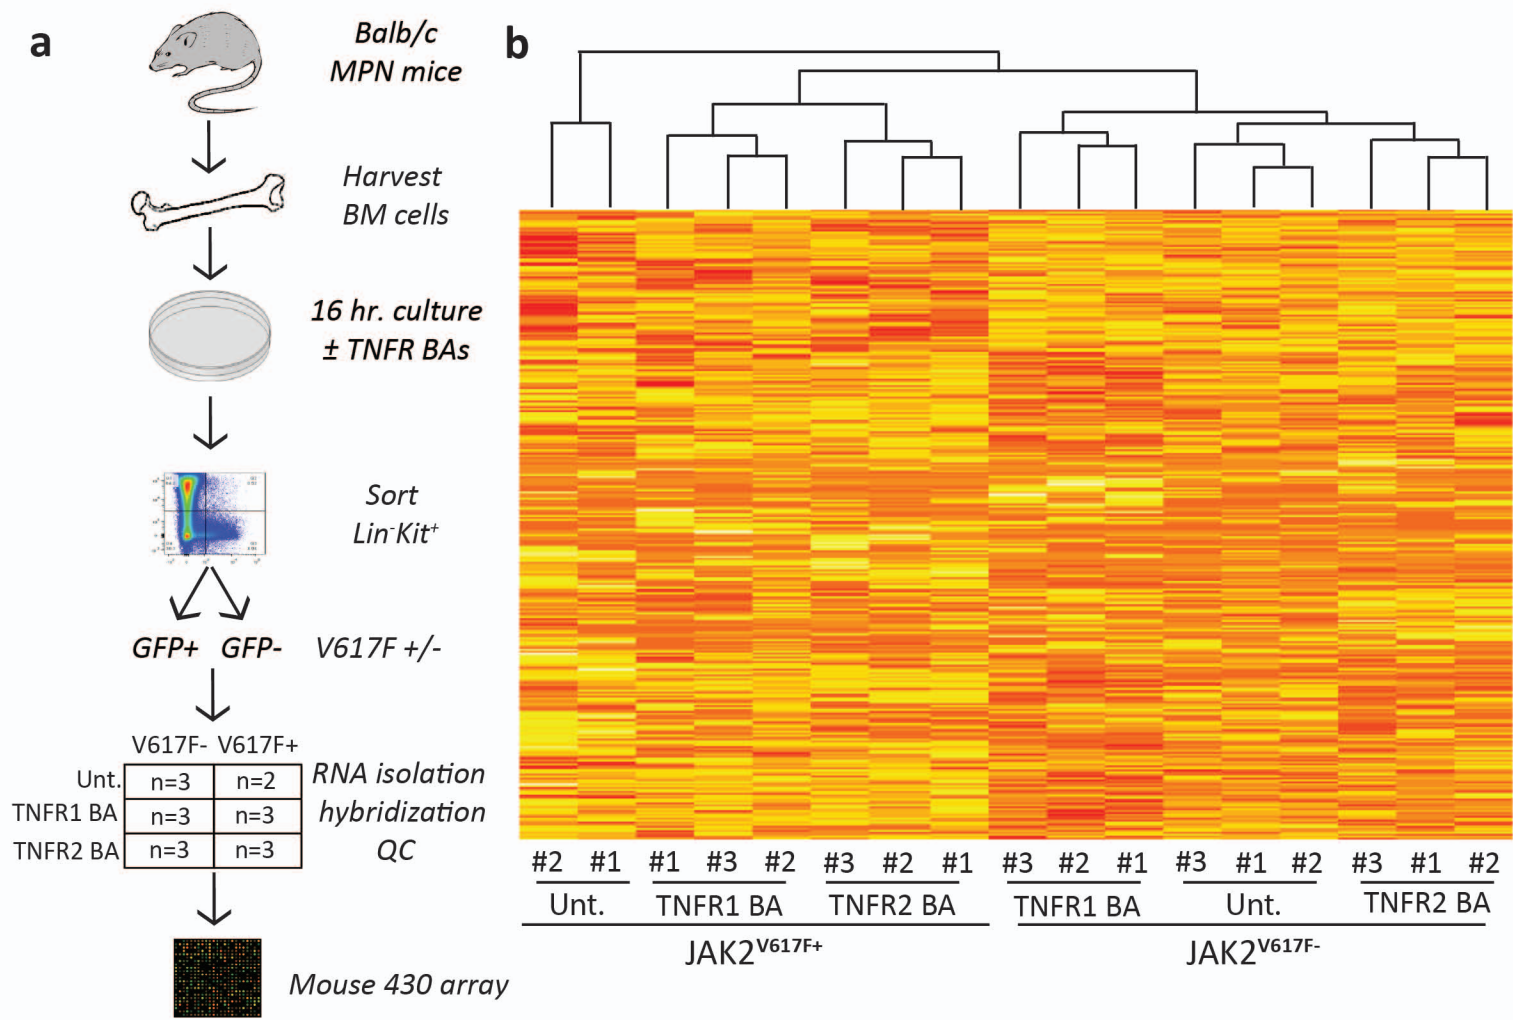 a
Balb/c
MPN mice
Harvest
BM cells
16 hr. culture
± TNFR BAs
Sort
Lin-Kit+
GFP+ GFP- V617F +/-
V617F- V617F+
Unt. n=3 n=2
TNFR1 BA n=3 n=3
TNFR2 BA n=3 n=3
RNA isolation
hybridization
QC
Mouse 430 array
b
#2 #1 #1 #3 #2 #3 #2 #1 #3 #2 #1 #3 #1 #2 #3 #1 #2
Unt. TNFR1 BA TNFR2 BA TNFR1 BA Unt. TNFR2 BA
JAK2V617F+ JAK2V617F-